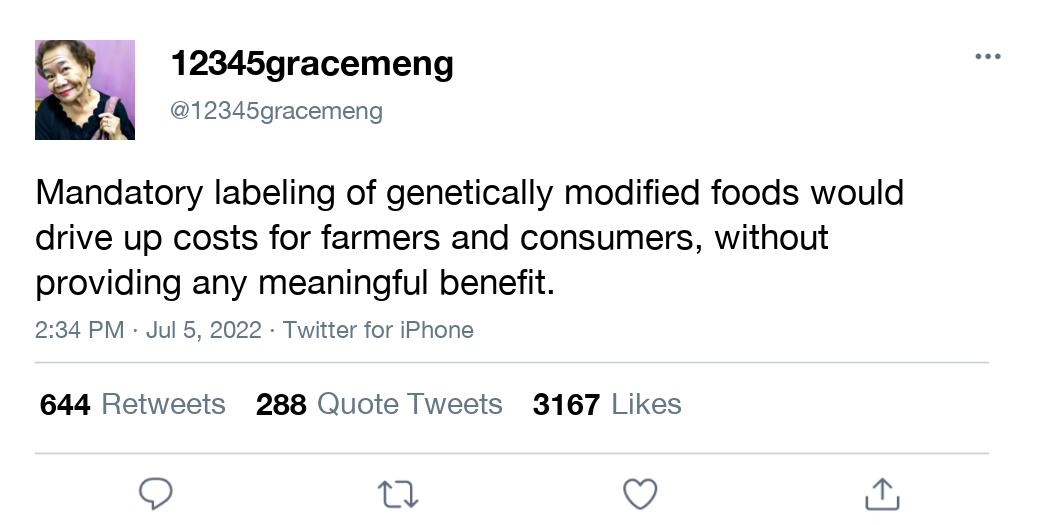 12345gracemeng
@12345gracemeng
Mandatory labeling of genetically modified foods would
drive up costs for farmers and consumers, without
providing any meaningful benefit.
2:34 PM · Jul 5, 2022 · Twitter for iPhone
644 Retweets 288 Quote Tweets 3167 Likes